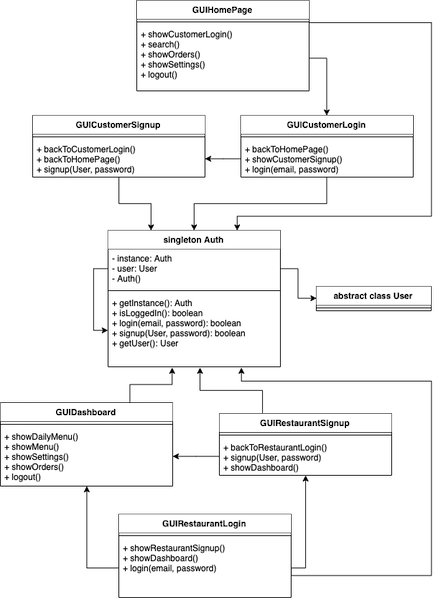 GUIHomePage
+ showCustomerLogin()
+ search()
+ showOrders()
+ showSettings()
+ logout()
GUICustomerSignup
+ backToCustomerLogin()
+ backToHomePage()
+ signup(User, password)
GUICustomerLogin
+ backToHomePage()
+ showCustomerSignup()
+ login(email, password)
singleton Auth
- instance: Auth
- user: User
- Auth()
+ getInstance(): Auth
+ isLoggedIn(): boolean
+ login(email, password): boolean
+ signup(User, password): boolean
+ getUser(): User
abstract class User
GUIDashboard
+ showDailyMenu()
+ showMenu()
+ showSettings()
+ showOrders()
+ logout()
GUIRestaurantSignup
+ backToRestaurantLogin()
+ signup(User, password)
+ showDashboard()
GUIRestaurantLogin
+ showRestaurantSignup()
+ showDashboard()
+ login(email, password)